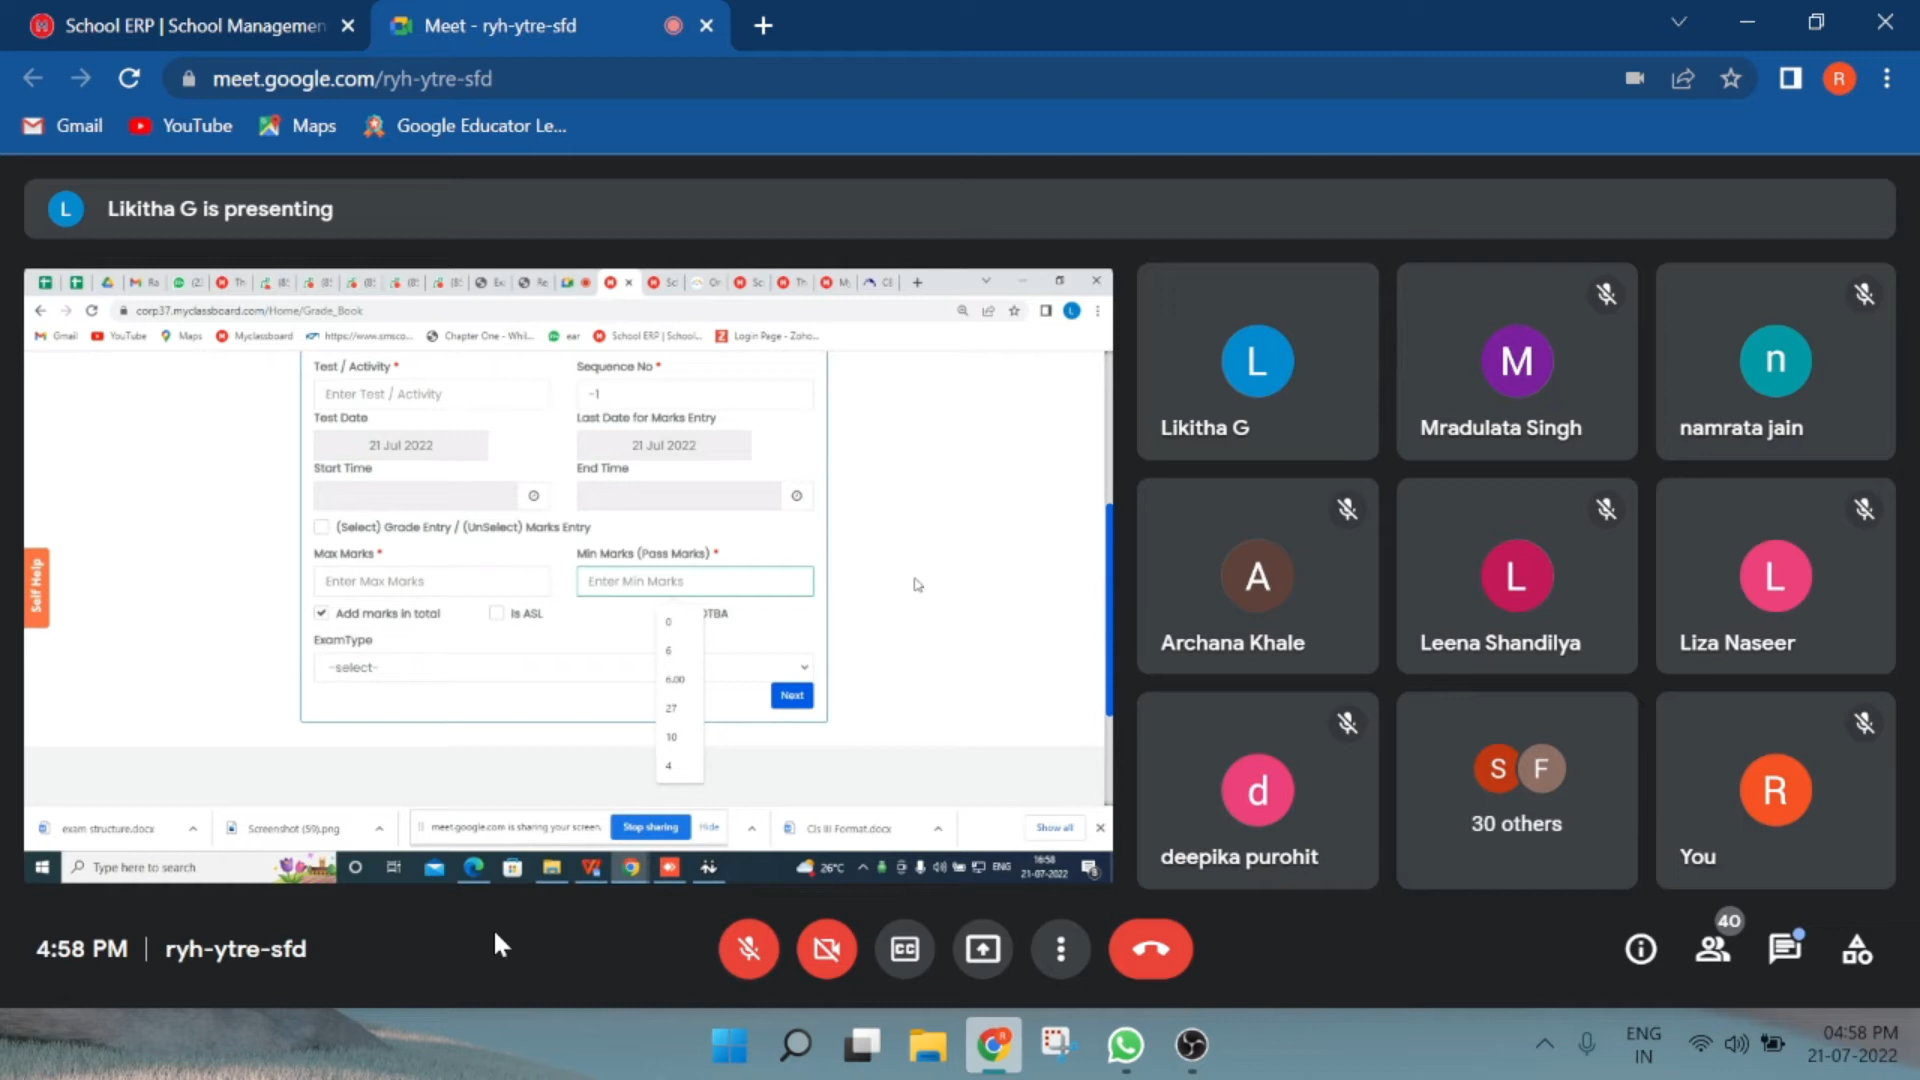 School ERP | School Managemen
Meet - ryh-ytre-sfd
meet.google.com/ryh-ytre-sfd
R
Gmail
YouTube
Maps
Google Educator Le...
L
Likitha G is presenting
corp37.myclassboard.com/Home/Grade_Book
L
Gmail
YouTube
Maps
Myclassboard
https://www.smsco...
Chapter One - Whil...
ear
School ERP | School...
Login Page - Zoho...
Test / Activity *
Sequence No *
Enter Test / Activity
-1
Test Date
Last Date for Marks Entry
21 Jul 2022
21 Jul 2022
Start Time
End Time
(Select) Grade Entry / (UnSelect) Marks Entry
Max Marks *
Min Marks (Pass Marks) *
Enter Max Marks
Enter Min Marks
Self Help
Add marks in total
Is ASL
OTBA
0
6
6.00
27
10
4
ExamType
-select-
Next
exam structure.docx
Screenshot (59).png
meet.google.com is sharing your screen.
Stop sharing
Hide
Cls III Format.docx
Show all
Type here to search
26°C
ENG
16:58
21-07-2022
L
Likitha G
M
Mradulata Singh
n
namrata jain
A
Archana Khale
L
Leena Shandilya
L
Liza Naseer
d
deepika purohit
S
F
30 others
R
You
4:58 PM
ryh-ytre-sfd
40
ENG
IN
04:58 PM
21-07-2022